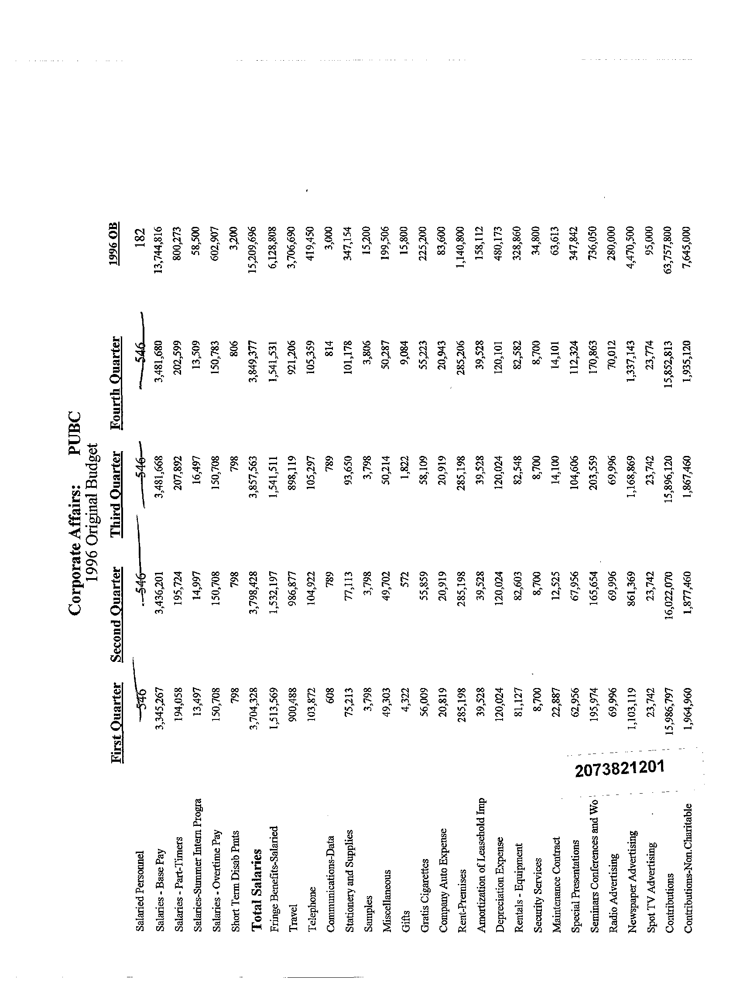 Corporate Affairs: PUBC
1996 Original Budget
First Quarter Second Quarter Third Quarter Fourth Quarter 1996 OB
Salaried Personnel 546 546 546 546 182
Salaries - Base Pay 3,345,267 3,436,201 3,481,668 3,481,680 13,744,816
Salaries - Part-Timers 194,058 195,724 207,892 202,599 800,273
Salaries-Summer Intern Progra 13,497 14,997 16,497 13,509 58,500
Salaries - Overtime Pay 150,708 150,708 150,708 150,783 602,907
Short Term Disab Pmts 798 798 798 806 3,200
Total Salaries 3,704,328 3,798,428 3,857,563 3,849,377 15,209,696
Fringe Benefits-Salaried 1,513,569 1,532,197 1,541,511 1,541,531 6,128,808
Travel 900,488 986,877 898,119 921,206 3,706,690
Telephone 103,872 104,922 105,297 105,359 419,450
Communications-Data 608 789 789 814 3,000
Stationery and Supplies 75,213 77,113 93,650 101,178 347,154
Samples 3,798 3,798 3,798 3,806 15,200
Miscellaneous 49,303 49,702 50,214 50,287 199,506
Gifts 4,322 572 1,822 9,084 15,800
Gratis Cigarettes 56,009 55,859 58,109 55,223 225,200
Company Auto Expense 20,819 20,919 20,919 20,943 83,600
Rent-Premises 285,198 285,198 285,198 285,206 1,140,800
Amortization of Leasehold Imp 39,528 39,528 39,528 39,528 158,112
Depreciation Expense 120,024 120,024 120,024 120,101 480,173
Rentals - Equipment 81,127 82,603 82,548 82,582 328,860
Security Services 8,700 8,700 8,700 8,700 34,800
Maintenance Contract 22,887 12,525 14,100 14,101 63,613
Special Presentations 62,956 67,956 104,606 112,324 347,842
Seminars Conferences and Wo 195,974 165,654 203,559 170,863 736,050
Radio Advertising 69,996 69,996 69,996 70,012 280,000
Newspaper Advertising 1,103,119 861,369 1,168,869 1,337,143 4,470,500
Spot TV Advertising 23,742 23,742 23,742 23,774 95,000
Contributions 15,986,797 16,022,070 15,896,120 15,852,813 63,757,800
Contributions-Non Charitable 1,964,960 1,877,460 1,867,460 1,935,120 7,645,000
2073821201